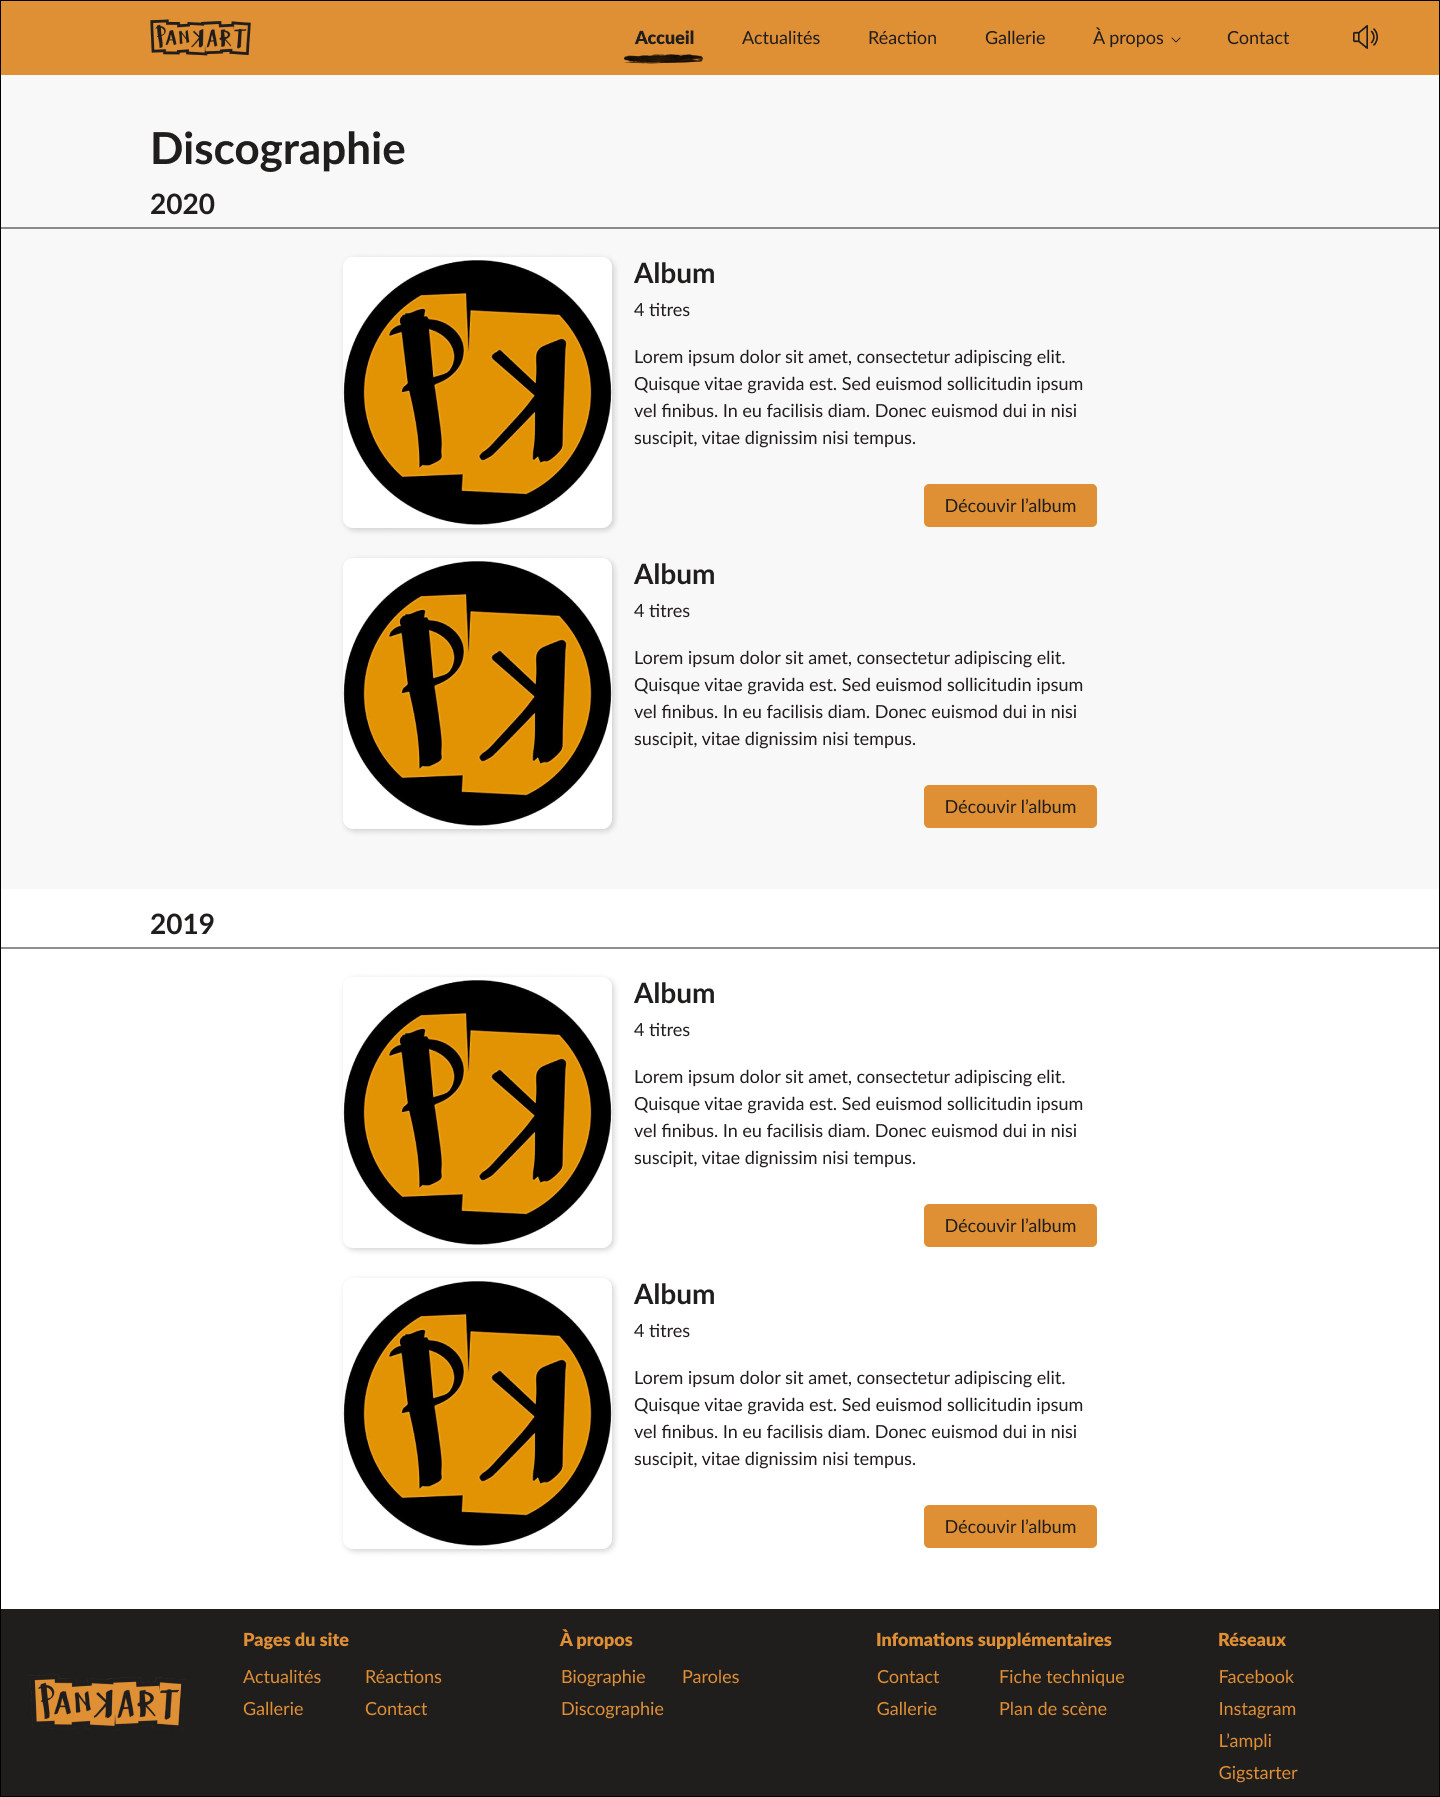 PANKART
Accueil Actualités Réaction Gallerie À propos Contact
Discographie
2020
PK
Album
4 titres
Lorem ipsum dolor sit amet, consectetur adipiscing elit.
Quisque vitae gravida est. Sed euismod sollicitudin ipsum
vel finibus. In eu facilisis diam. Donec euismod dui in nisi
suscipit, vitae dignissim nisi tempus.
Découvir l’album
PK
Album
4 titres
Lorem ipsum dolor sit amet, consectetur adipiscing elit.
Quisque vitae gravida est. Sed euismod sollicitudin ipsum
vel finibus. In eu facilisis diam. Donec euismod dui in nisi
suscipit, vitae dignissim nisi tempus.
Découvir l’album
2019
PK
Album
4 titres
Lorem ipsum dolor sit amet, consectetur adipiscing elit.
Quisque vitae gravida est. Sed euismod sollicitudin ipsum
vel finibus. In eu facilisis diam. Donec euismod dui in nisi
suscipit, vitae dignissim nisi tempus.
Découvir l’album
PK
Album
4 titres
Lorem ipsum dolor sit amet, consectetur adipiscing elit.
Quisque vitae gravida est. Sed euismod sollicitudin ipsum
vel finibus. In eu facilisis diam. Donec euismod dui in nisi
suscipit, vitae dignissim nisi tempus.
Découvir l’album
PANKART
Pages du site
Actualités Réactions
Gallerie Contact
À propos
Biographie Paroles
Discographie
Infomations supplémentaires
Contact Fiche technique
Gallerie Plan de scène
Réseaux
Facebook
Instagram
L’ampli
Gigstarter